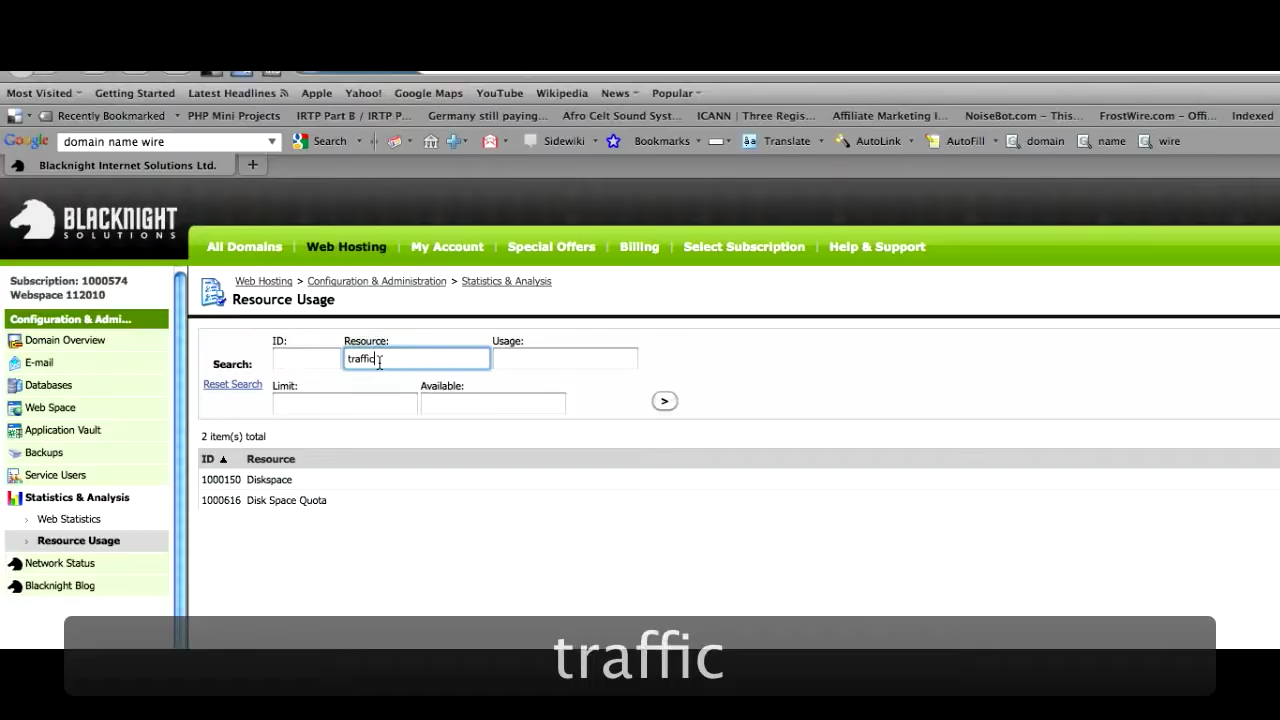 Most Visited Getting Started Latest Headlines Apple Yahoo! Google Maps YouTube Wikipedia News Popular
Recently Bookmarked PHP Mini Projects IRTP Part B / IRTP P... Germany still paying.... Afro Celt Sound Syst... ICANN | Three Regis... Affiliate Marketing I... NoiseBot.com - This... FrostWire.com - Offi... Indexed
Google domain name wire Search Sidewiki Bookmarks Translate AutoLink AutoFill domain name wire
Blacknight Internet Solutions Ltd. +
BLACKNIGHT
SOLUTIONS
All Domains | Web Hosting | My Account | Special Offers | Billing | Select Subscription | Help & Support
Subscription: 1000574
Webspace 112010
Configuration & Admi...
Domain Overview
E-mail
Databases
Web Space
Application Vault
Backups
Service Users
Statistics & Analysis
Web Statistics
Resource Usage
Network Status
Blacknight Blog
Web Hosting > Configuration & Administration > Statistics & Analysis
Resource Usage
ID: Resource: Usage:
Search: traffic
Reset Search Limit: Available:
>
2 item(s) total
ID ▲ Resource
1000150 Diskspace
1000616 Disk Space Quota
traffic